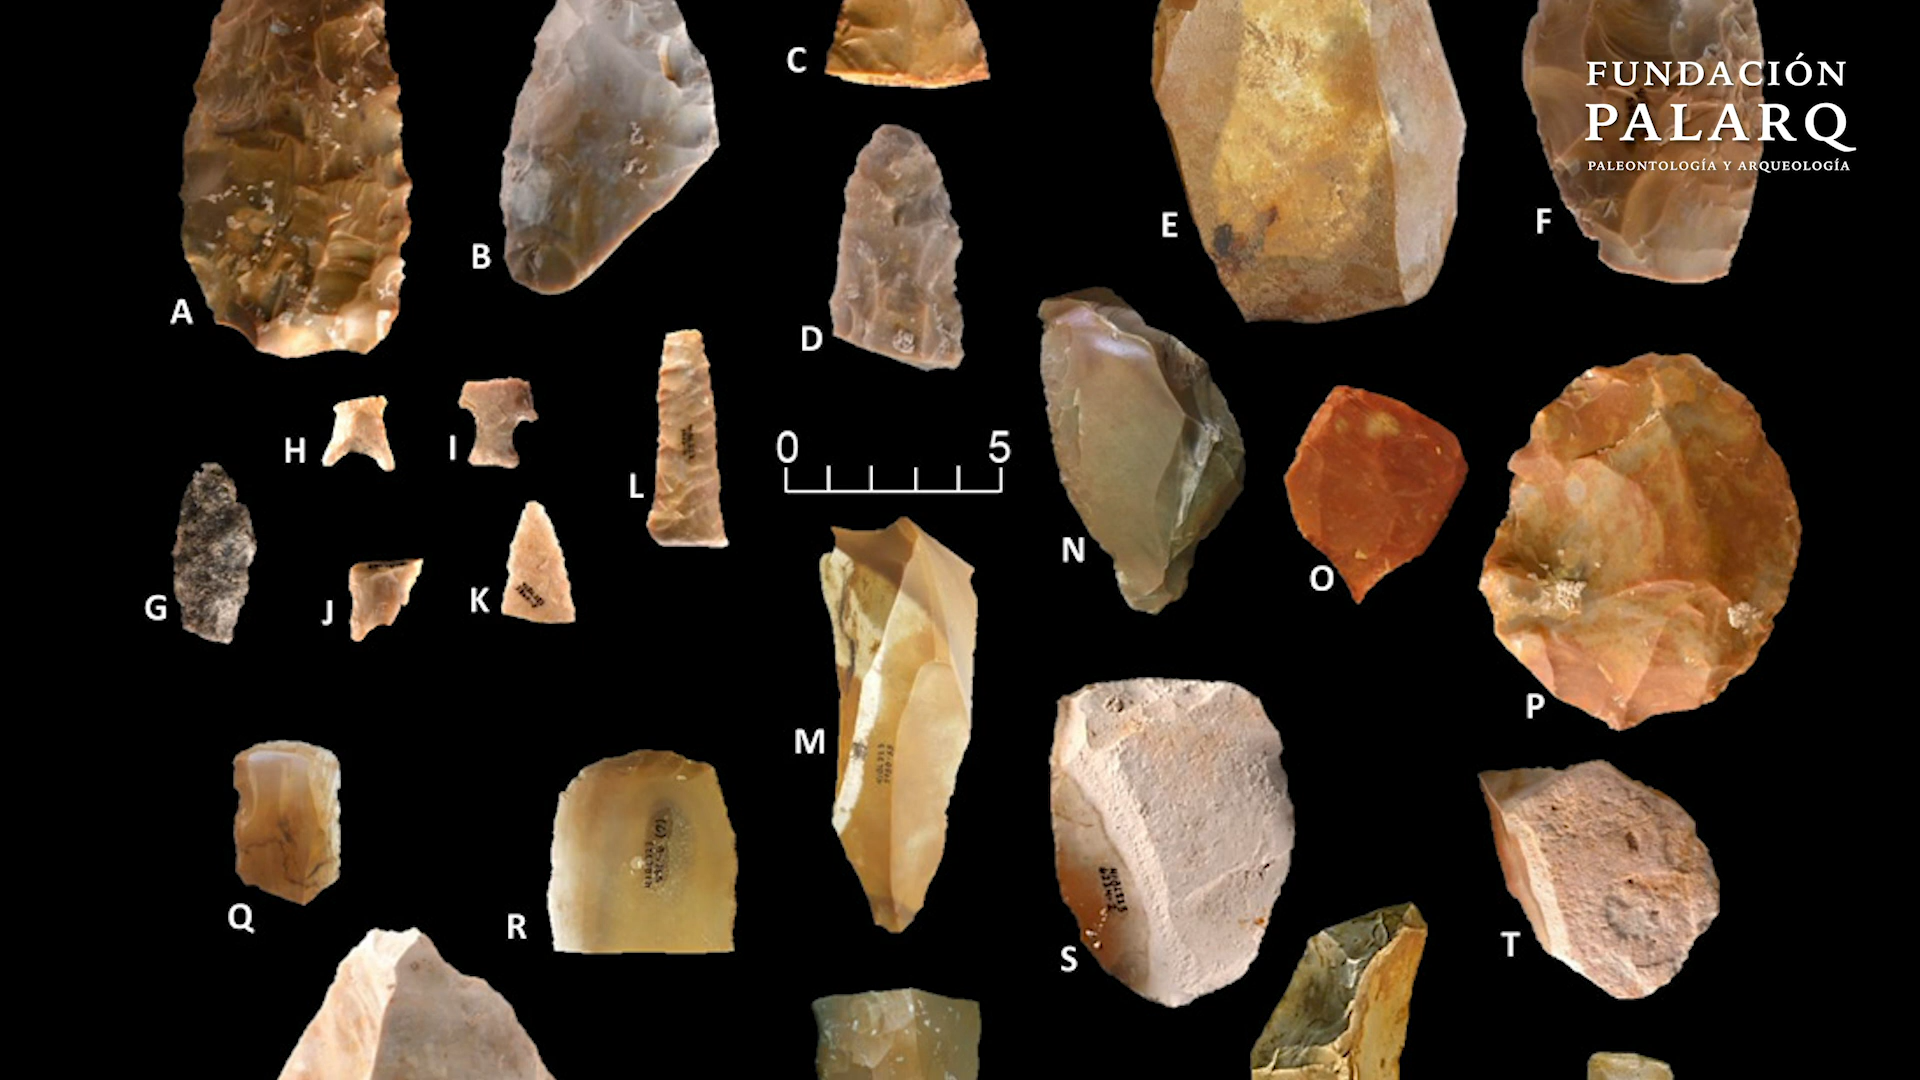 FUNDACIÓN
PALARQ
PALEONTOLOGÍA Y ARQUEOLOGÍA
A
B
C
D
E
F
G
H
I
J
K
L
0 5
M
N
O
P
Q
R
S
T